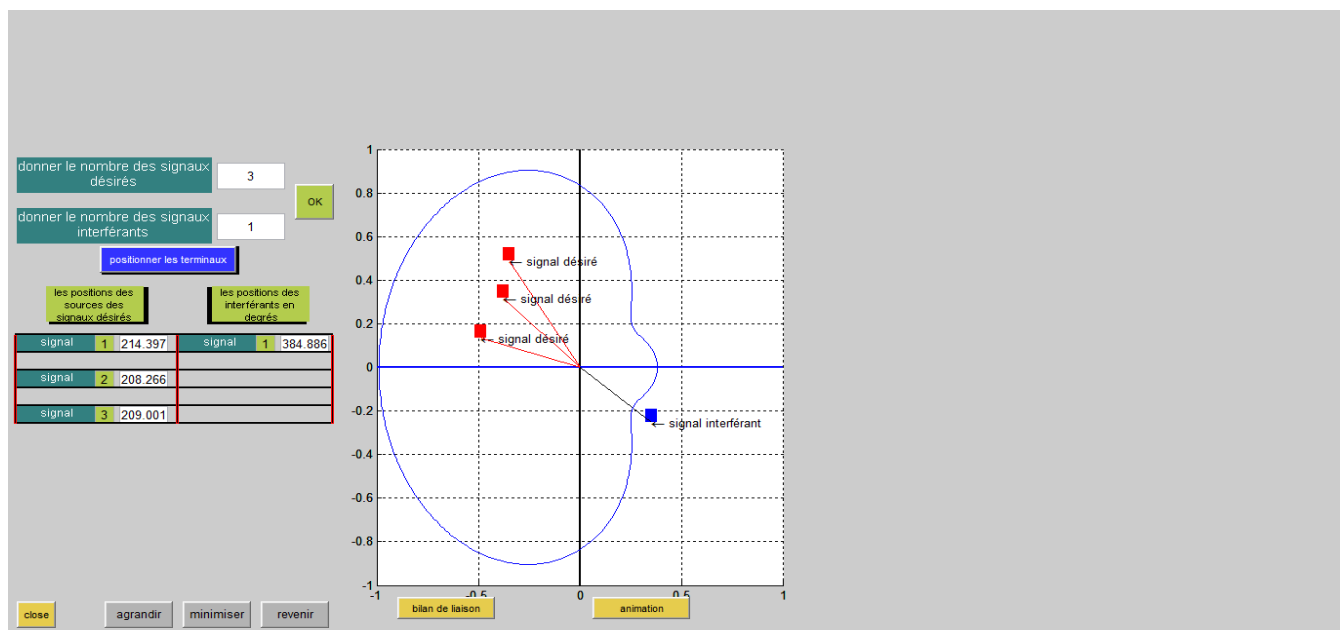 donner le nombre des signaux
désirés
3
OK
donner le nombre des signaux
interférants
1
positionner les terminaux
les positions des
sources des
signaux désirés
les positions des
interférants en
degrés
signal 1 214.397 signal 1 384.886
signal 2 208.266
signal 3 209.001
1
0.8
0.6
0.4
0.2
0
-0.2
-0.4
-0.6
-0.8
-1
← signal désiré
← signal désiré
← signal désiré
← signal interférant
-1 -0.5 0 0.5 1
bilan de liaison
animation
close
agrandir
minimiser
revenir